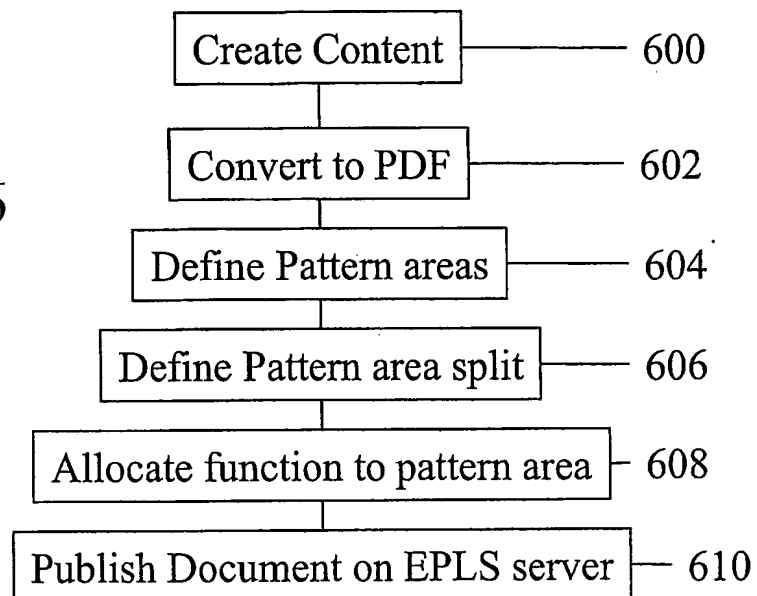 Create Content 600
Convert to PDF 602
Define Pattern areas 604
Define Pattern area split 606
Allocate function to pattern area 608
Publish Document on EPLS server 610